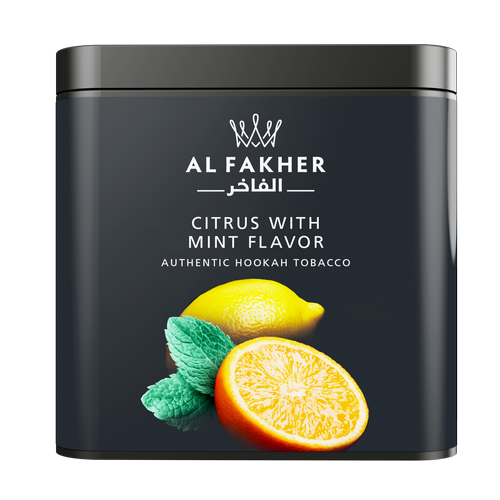 AL FAKHER
الفاخر
CITRUS WITH
MINT FLAVOR
AUTHENTIC HOOKAH TOBACCO